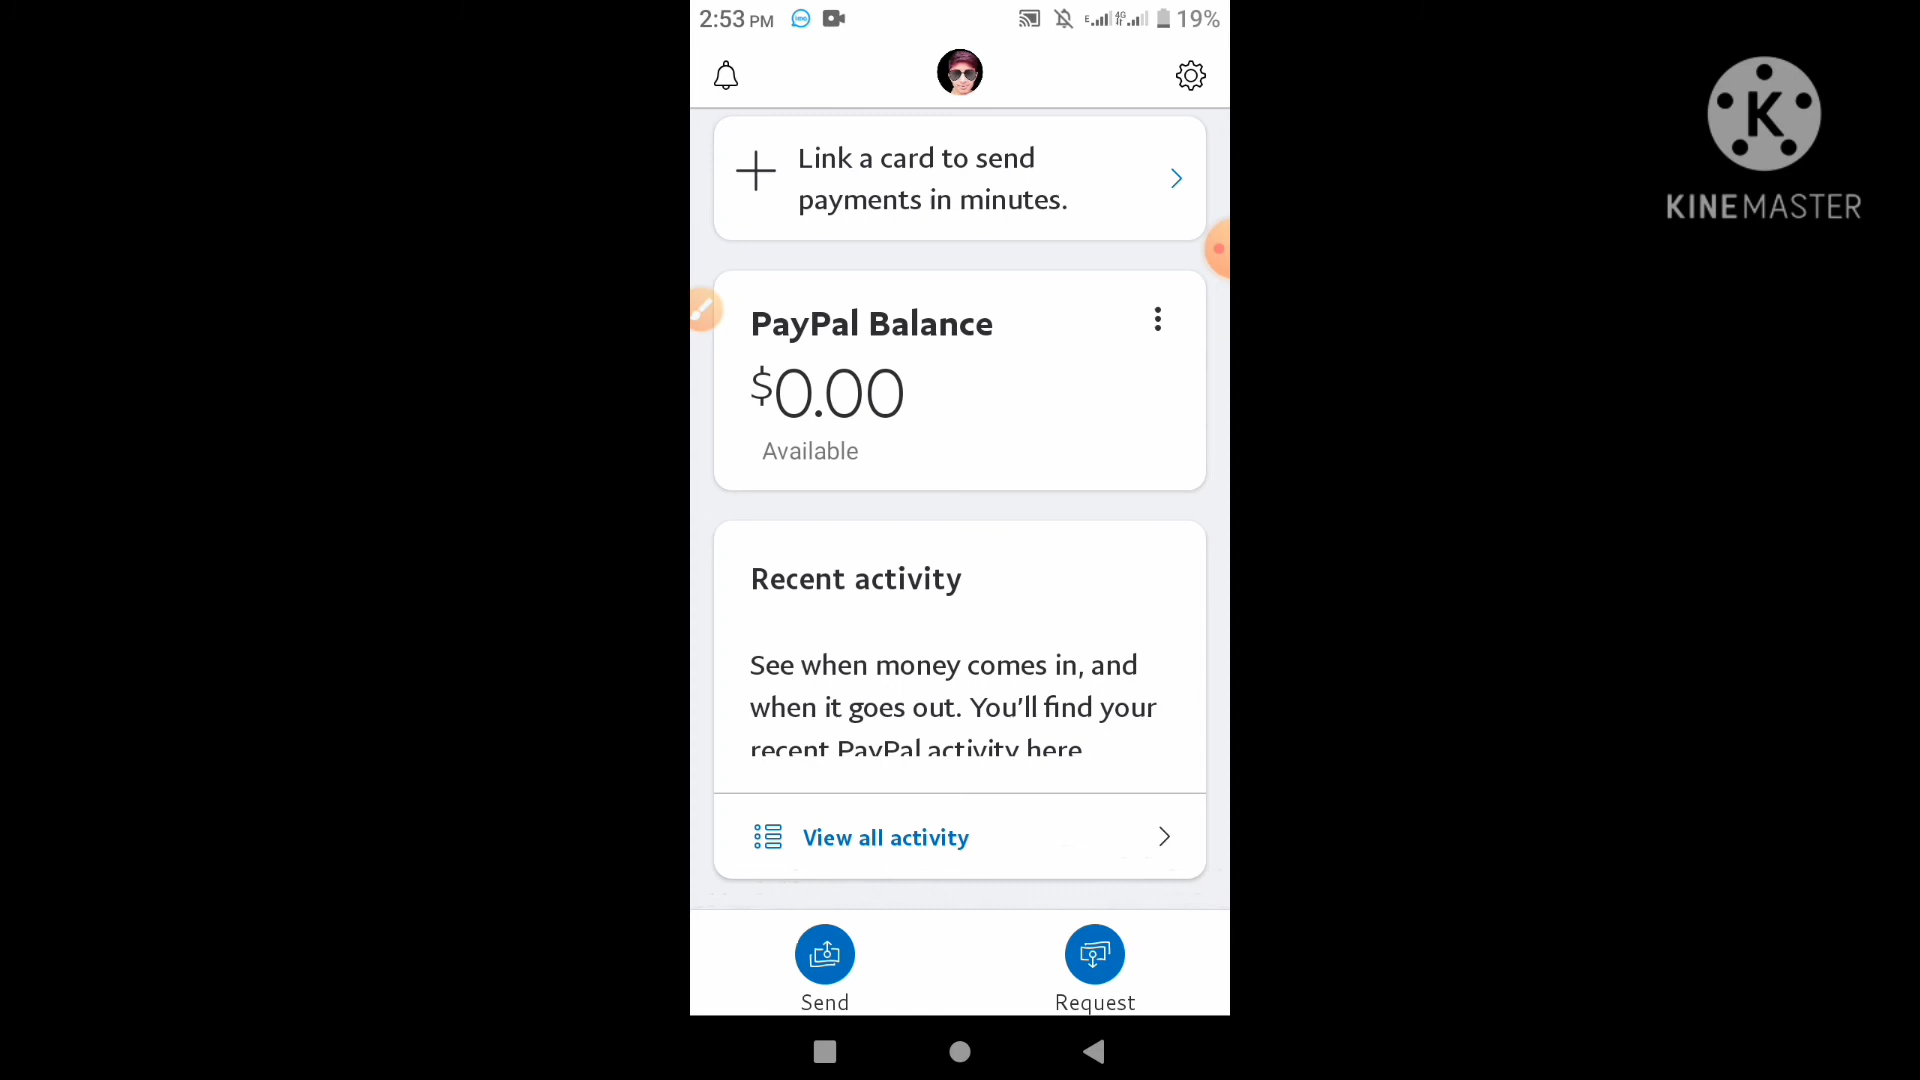 2:53 PM
4G
19%
K
KINEMASTER
Link a card to send
payments in minutes.
PayPal Balance
$0.00
Available
Recent activity
See when money comes in, and
when it goes out. You'll find your
recent PayPal activity here
View all activity
Send
Request